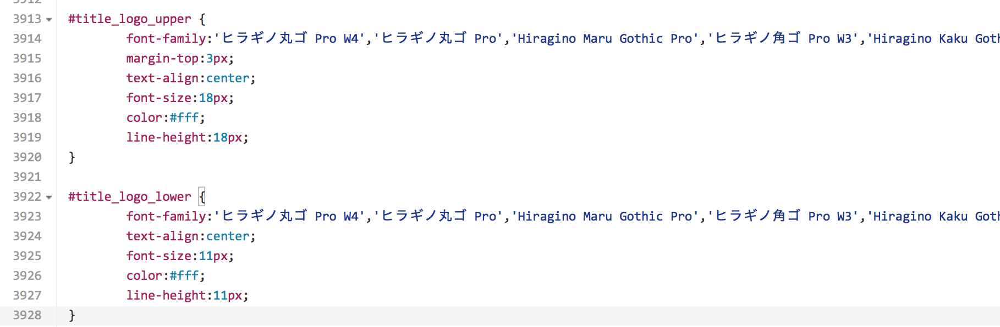 3912
3913 #title_logo_upper {
3914 font-family:'ヒラギノ丸ゴ Pro W4','ヒラギノ丸ゴ Pro','Hiragino Maru Gothic Pro','ヒラギノ角ゴ Pro W3','Hiragino Kaku Goth
3915 margin-top:3px;
3916 text-align:center;
3917 font-size:18px;
3918 color:#fff;
3919 line-height:18px;
3920 }
3921
3922 #title_logo_lower {
3923 font-family:'ヒラギノ丸ゴ Pro W4','ヒラギノ丸ゴ Pro','Hiragino Maru Gothic Pro','ヒラギノ角ゴ Pro W3','Hiragino Kaku Goth
3924 text-align:center;
3925 font-size:11px;
3926 color:#fff;
3927 line-height:11px;
3928 }